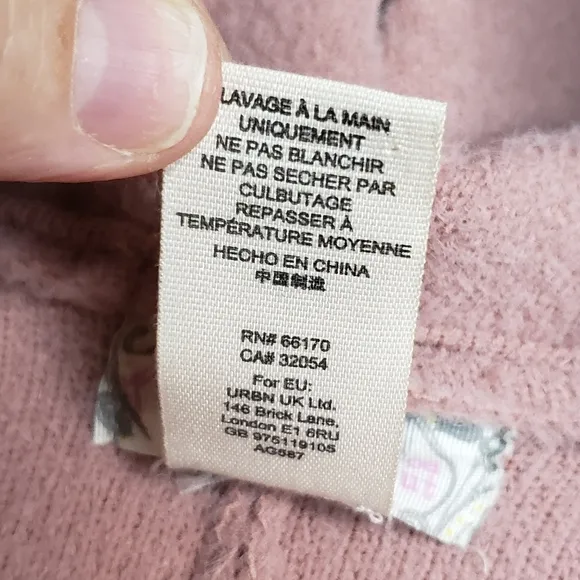 LAVAGE À LA MAIN
UNIQUEMENT
NE PAS BLANCHIR
NE PAS SECHER PAR
CULBUTAGE
REPASSER À
TEMPÉRATURE MOYENNE
HECHO EN CHINA
中国制造
RN# 66170
CA# 32054
For EU:
URBN UK Ltd.
146 Brick Lane,
London E1 6RU
GB 975119105
AG587